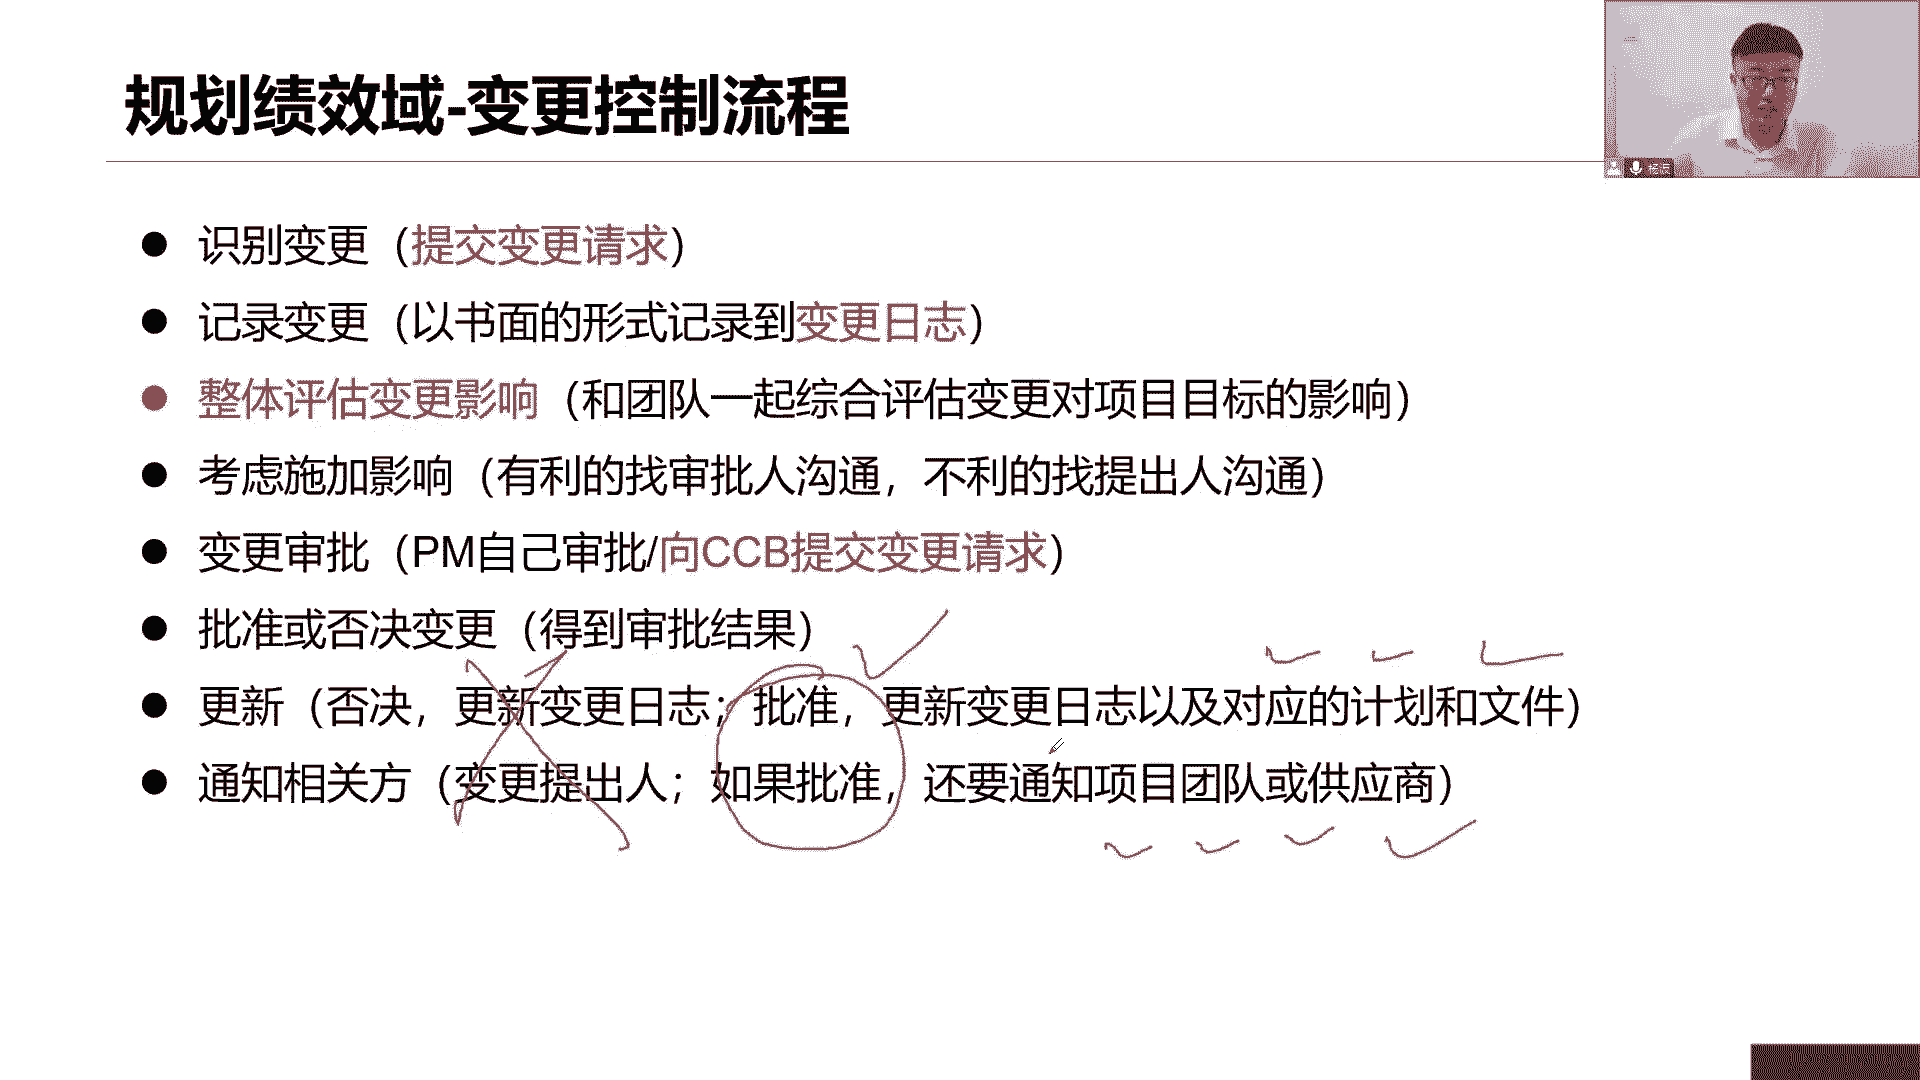 规划绩效域-变更控制流程
● 识别变更（提交变更请求）
● 记录变更（以书面的形式记录到变更日志）
● 整体评估变更影响（和团队一起综合评估变更对项目目标的影响）
● 考虑施加影响（有利的找审批人沟通，不利的找提出人沟通）
● 变更审批（PM自己审批/向CCB提交变更请求）
● 批准或否决变更（得到审批结果）
● 更新（否决，更新变更日志；批准，更新变更日志以及对应的计划和文件）
● 通知相关方（变更提出人；如果批准，还要通知项目团队或供应商）